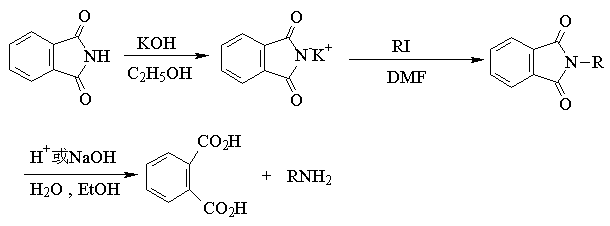 O
NH
O
KOH
C2H5OH
O
N-K+
O
RI
DMF
O
N-R
O
H+或NaOH
H2O , EtOH
CO2H
CO2H
+ RNH2